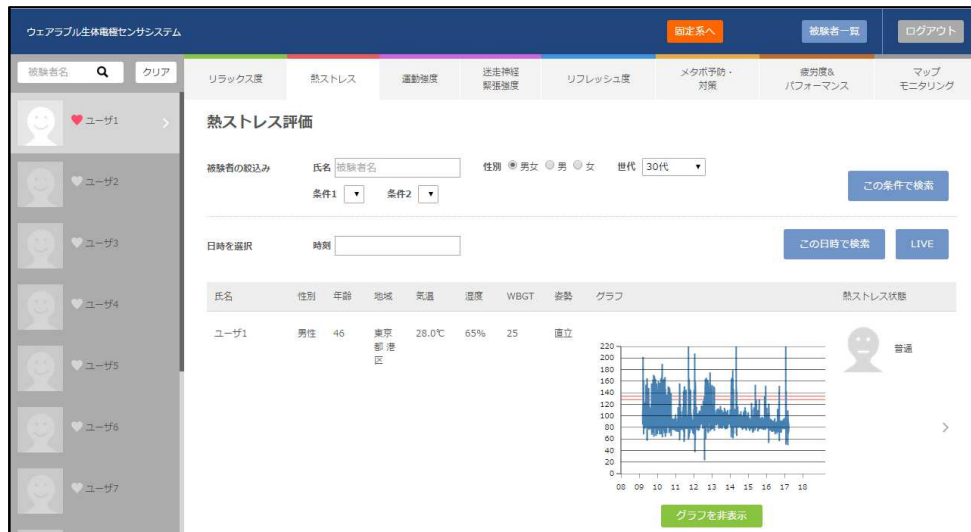 ウェアラブル生体電極センサシステム
固定系へ
被験者一覧
ログアウト
被験者名
クリア
リラックス度
熱ストレス
運動強度
迷走神経
緊張強度
リフレッシュ度
メタボ予防・
対策
疲労度&
パフォーマンス
マップ
モニタリング
ユーザ1
ユーザ2
ユーザ3
ユーザ4
ユーザ5
ユーザ6
ユーザ7
熱ストレス評価
被験者の絞込み
氏名 被験者名
性別 男女 男 女
世代 30代
条件1 条件2
この条件で検索
日時を選択
時刻
この日時で検索
LIVE
氏名 性別 年齢 地域 気温 湿度 WBGT 姿勢 グラフ 熱ストレス状態
ユーザ1 男性 46 東京 28.0℃ 65% 25 直立
都 港
区
普通
220
200
180
160
140
120
100
80
60
40
20
0
08 09 10 11 12 13 14 15 16 17 18
グラフを非表示